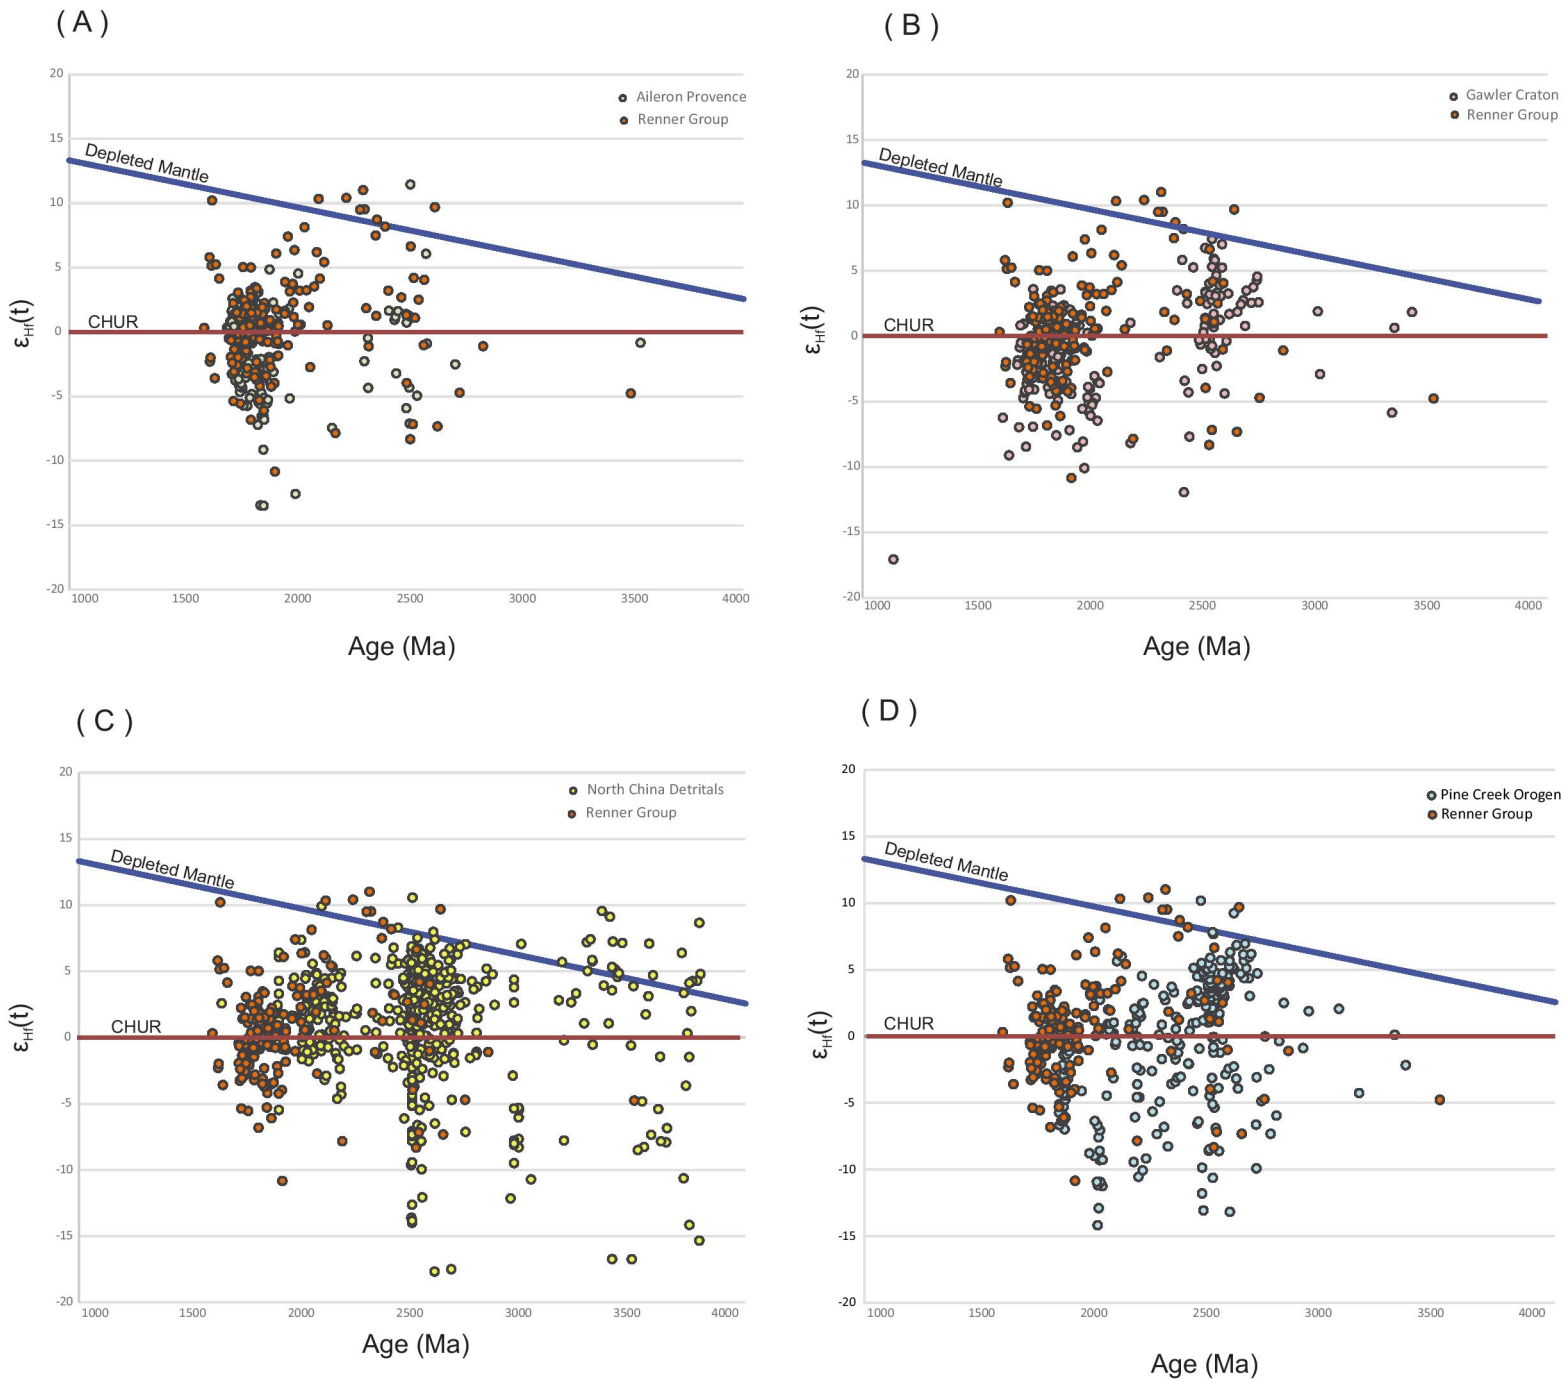 ( A )
20
15
10
5
0
-5
-10
-15
-20
Aileron Provence
Renner Group
Depleted Mantle
CHUR
εHf(t)
1000 1500 2000 2500 3000 3500 4000
Age (Ma)
( B )
20
15
10
5
0
-5
-10
-15
-20
Gawler Craton
Renner Group
Depleted Mantle
CHUR
εHf(t)
1000 1500 2000 2500 3000 3500 4000
Age (Ma)
( C )
20
15
10
5
0
-5
-10
-15
-20
North China Detritals
Renner Group
Depleted Mantle
CHUR
εHf(t)
1000 1500 2000 2500 3000 3500 4000
Age (Ma)
( D )
20
15
10
5
0
-5
-10
-15
-20
Pine Creek Orogen
Renner Group
Depleted Mantle
CHUR
εHf(t)
1000 1500 2000 2500 3000 3500 4000
Age (Ma)